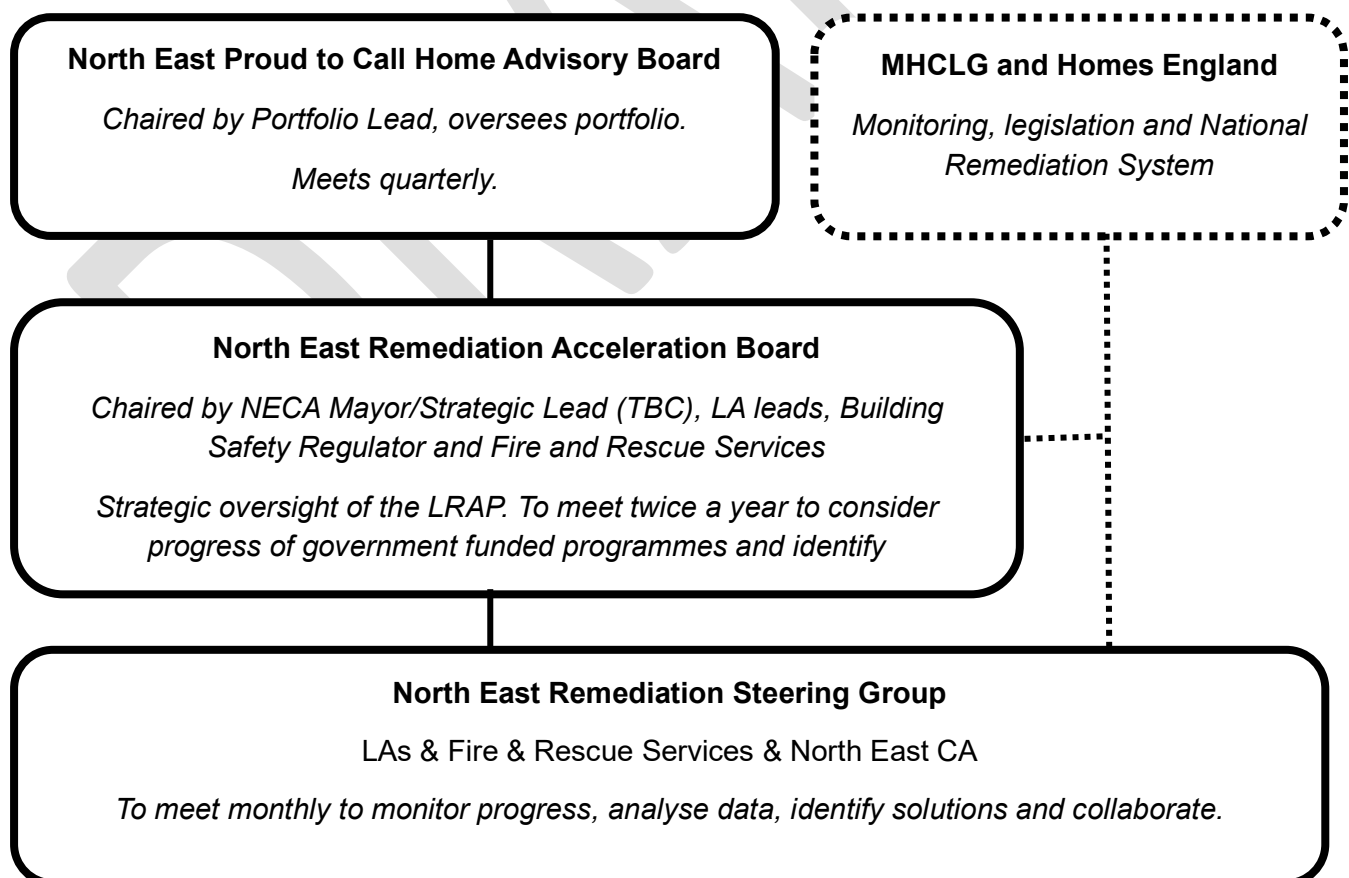 North East Proud to Call Home Advisory Board
Chaired by Portfolio Lead, oversees portfolio.
Meets quarterly.
MHCLG and Homes England
Monitoring, legislation and National
Remediation System
North East Remediation Acceleration Board
Chaired by NECA Mayor/Strategic Lead (TBC), LA leads, Building
Safety Regulator and Fire and Rescue Services
Strategic oversight of the LRAP. To meet twice a year to consider
progress of government funded programmes and identify
North East Remediation Steering Group
LAs & Fire & Rescue Services & North East CA
To meet monthly to monitor progress, analyse data, identify solutions and collaborate.